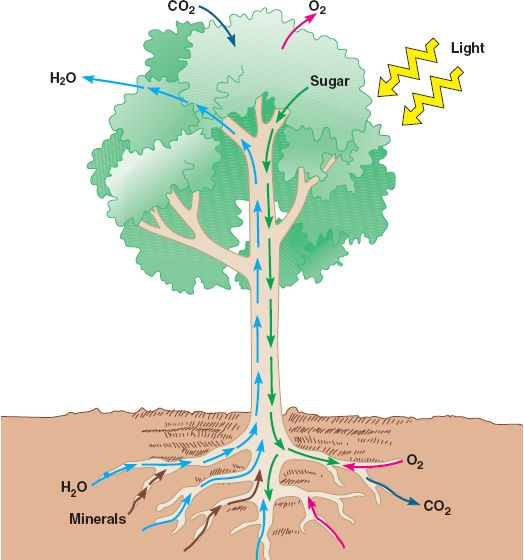 CO₂
O₂
Light
H₂O
Sugar
O₂
H₂O
CO₂
Minerals